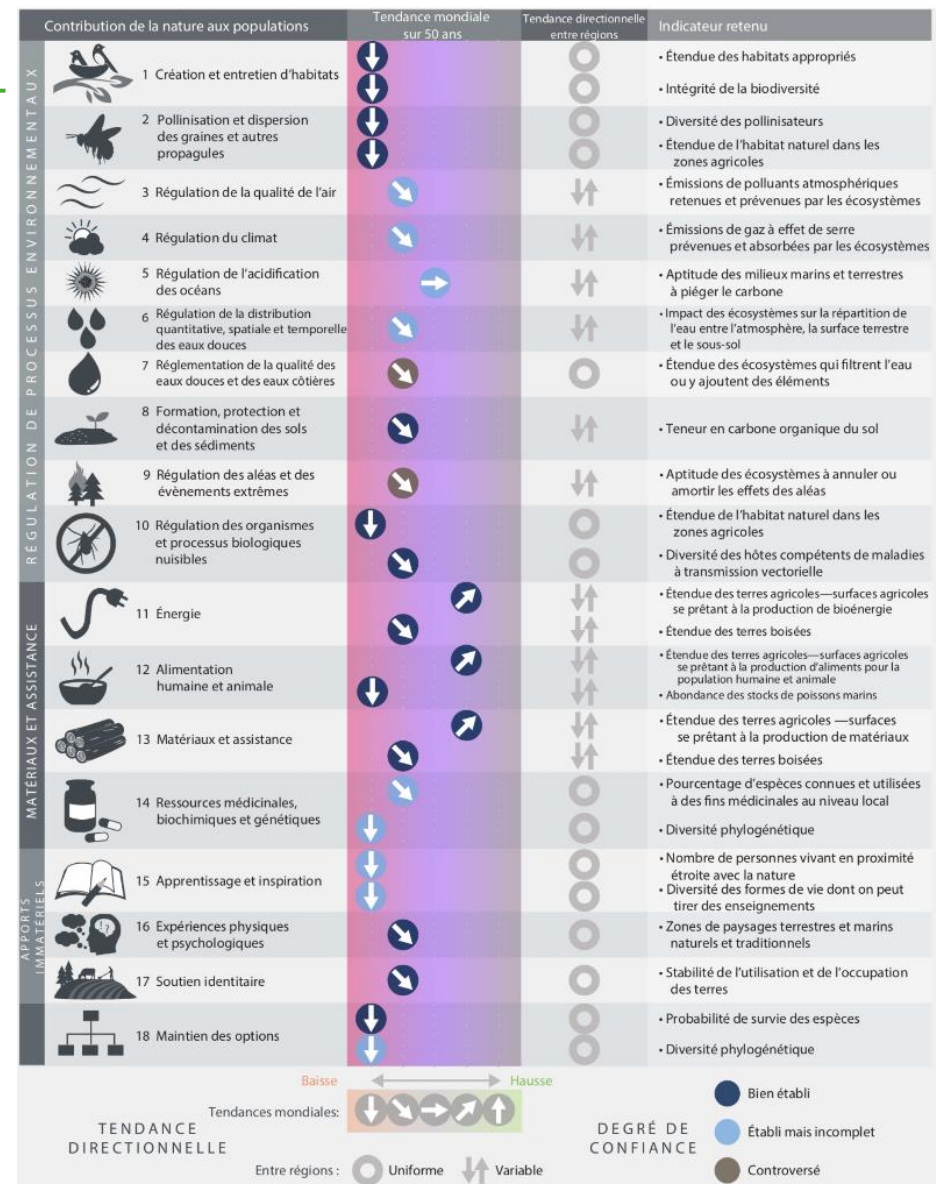 Contribution de la nature aux populations
Tendance mondiale
sur 50 ans
Tendance directionnelle
entre régions
Indicateur retenu
RÉGULATION DE PROCESSUS ENVIRONNEMENTAUX
1 Création et entretien d'habitats
• Étendue des habitats appropriés
• Intégrité de la biodiversité
2 Pollinisation et dispersion
des graines et autres
propagules
• Diversité des pollinisateurs
• Étendue de l'habitat naturel dans les
zones agricoles
3 Régulation de la qualité de l'air
• Émissions de polluants atmosphériques
retenues et prévenues par les écosystèmes
4 Régulation du climat
• Émissions de gaz à effet de serre
prévenues et absorbées par les écosystèmes
5 Régulation de l'acidification
des océans
• Aptitude des milieux marins et terrestres
à piéger le carbone
6 Régulation de la distribution
quantitative, spatiale et temporelle
des eaux douces
• Impact des écosystèmes sur la répartition de
l'eau entre l'atmosphère, la surface terrestre
et le sous-sol
7 Réglementation de la qualité des
eaux douces et des eaux côtières
• Étendue des écosystèmes qui filtrent l'eau
ou y ajoutent des éléments
8 Formation, protection et
décontamination des sols
et des sédiments
• Teneur en carbone organique du sol
9 Régulation des aléas et des
évènements extrêmes
• Aptitude des écosystèmes à annuler ou
amortir les effets des aléas
10 Régulation des organismes
et processus biologiques
nuisibles
• Étendue de l'habitat naturel dans les
zones agricoles
• Diversité des hôtes compétents de maladies
à transmission vectorielle
MATÉRIAUX ET ASSISTANCE
11 Énergie
• Étendue des terres agricoles—surfaces agricoles
se prêtant à la production de bioénergie
• Étendue des terres boisées
12 Alimentation
humaine et animale
• Étendue des terres agricoles—surfaces agricoles
se prêtant à la production d'aliments pour la
population humaine et animale
• Abondance des stocks de poissons marins
13 Matériaux et assistance
• Étendue des terres agricoles —surfaces
se prêtant à la production de matériaux
• Étendue des terres boisées
14 Ressources médicinales,
biochimiques et génétiques
• Pourcentage d'espèces connues et utilisées
à des fins médicinales au niveau local
• Diversité phylogénétique
APPORTS
IMMATÉRIELS
15 Apprentissage et inspiration
• Nombre de personnes vivant en proximité
étroite avec la nature
• Diversité des formes de vie dont on peut
tirer des enseignements
!?
16 Expériences physiques
et psychologiques
• Zones de paysages terrestres et marins
naturels et traditionnels
17 Soutien identitaire
• Stabilité de l'utilisation et de l'occupation
des terres
18 Maintien des options
• Probabilité de survie des espèces
• Diversité phylogénétique
Baisse
Hausse
Tendances mondiales:
TENDANCE
DIRECTIONNELLE
Entre régions :
Uniforme
Variable
DEGRÉ DE
CONFIANCE
Bien établi
Établi mais incomplet
Controversé